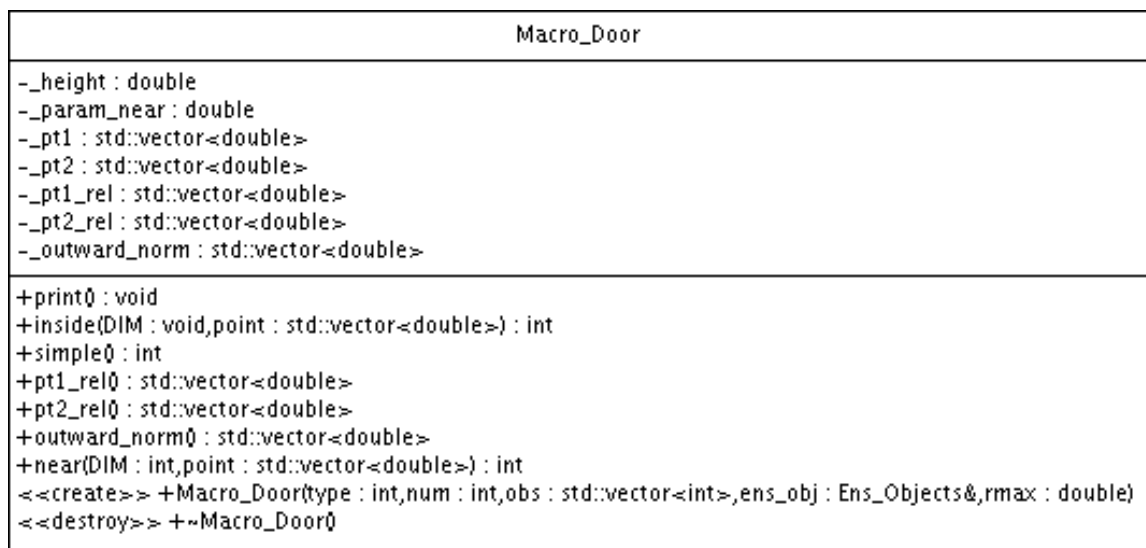 Macro_Door
-_height : double
-_param_near : double
-_pt1 : std::vector<double>
-_pt2 : std::vector<double>
-_pt1_rel : std::vector<double>
-_pt2_rel : std::vector<double>
-_outward_norm : std::vector<double>
+print() : void
+inside(DIM : void,point : std::vector<double>) : int
+simple() : int
+pt1_rel() : std::vector<double>
+pt2_rel() : std::vector<double>
+outward_norm() : std::vector<double>
+near(DIM : int,point : std::vector<double>) : int
<<create>> +Macro_Door(type : int,num : int,obs : std::vector<int>,ens_obj : Ens_Objects&,rmax : double)
<<destroy>> +~Macro_Door()